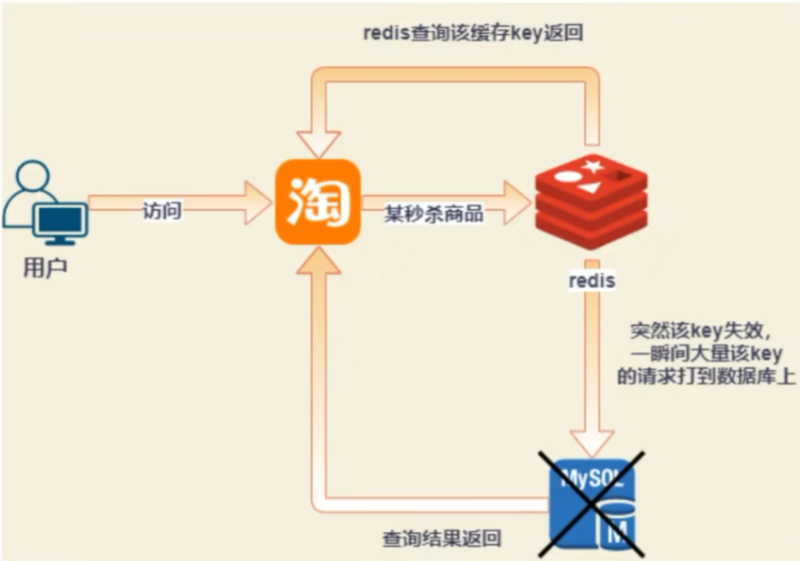 redis查询该缓存key返回
淘
访问
某秒杀商品
用户
redis
突然该key失效，
一瞬间大量该key
的请求打到数据库上
MySQL
M
查询结果返回